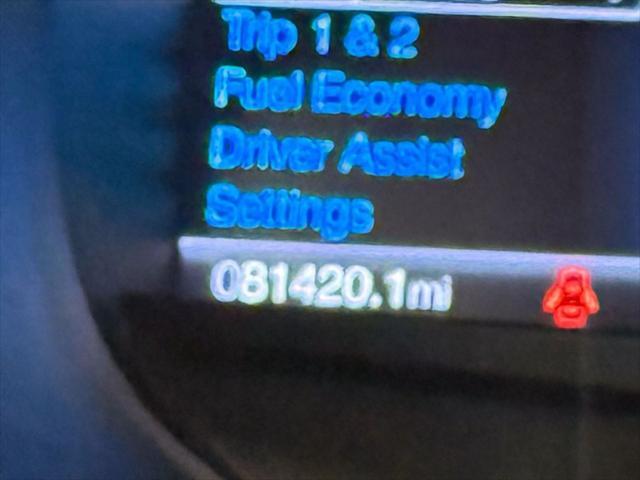 Trip 1 & 2
Fuel Economy
Driver Assist
Settings
081420.1mi